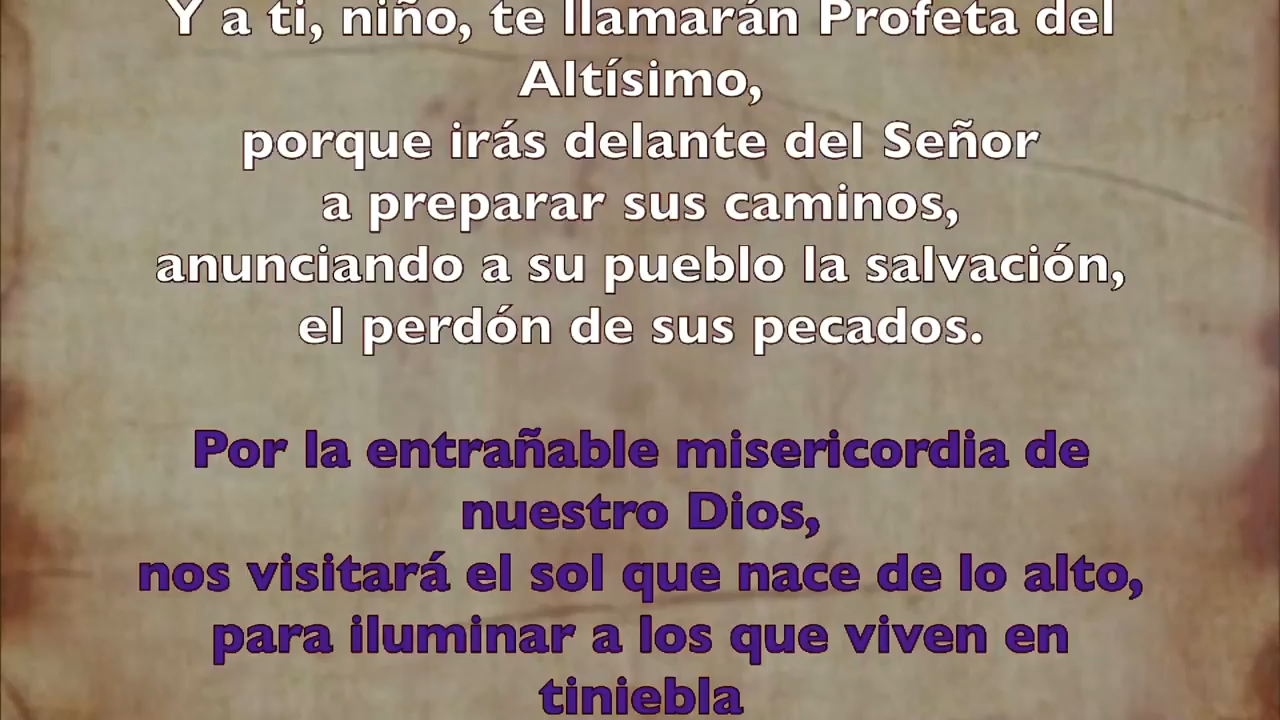 Y a ti, niño, te llamarán Profeta del
Altísimo,
porque irás delante del Señor
a preparar sus caminos,
anunciando a su pueblo la salvación,
el perdón de sus pecados.
Por la entrañable misericordia de
nuestro Dios,
nos visitará el sol que nace de lo alto,
para iluminar a los que viven en
tiniebla